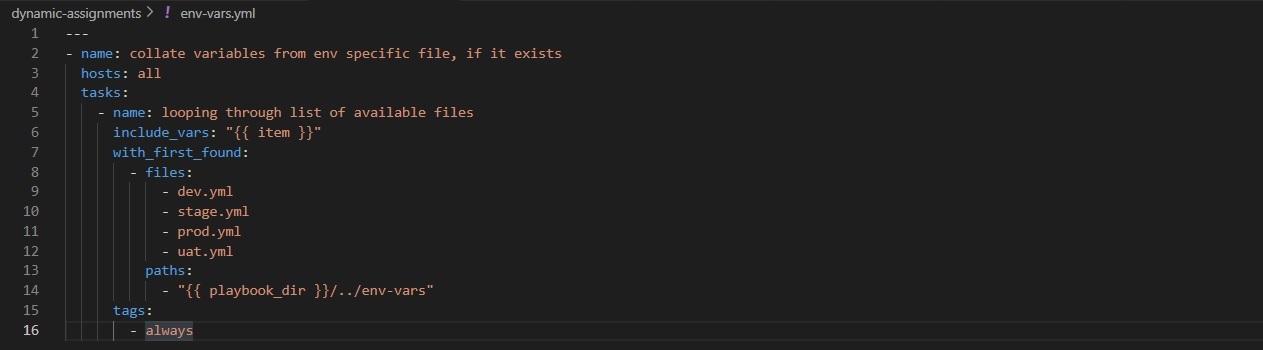 dynamic-assignments > ! env-vars.yml
1 ---
2 - name: collate variables from env specific file, if it exists
3   hosts: all
4   tasks:
5     - name: looping through list of available files
6       include_vars: "{{ item }}"
7       with_first_found:
8         - files:
9             - dev.yml
10             - stage.yml
11             - prod.yml
12             - uat.yml
13           paths:
14             - "{{ playbook_dir }}/../env-vars"
15       tags:
16         - always